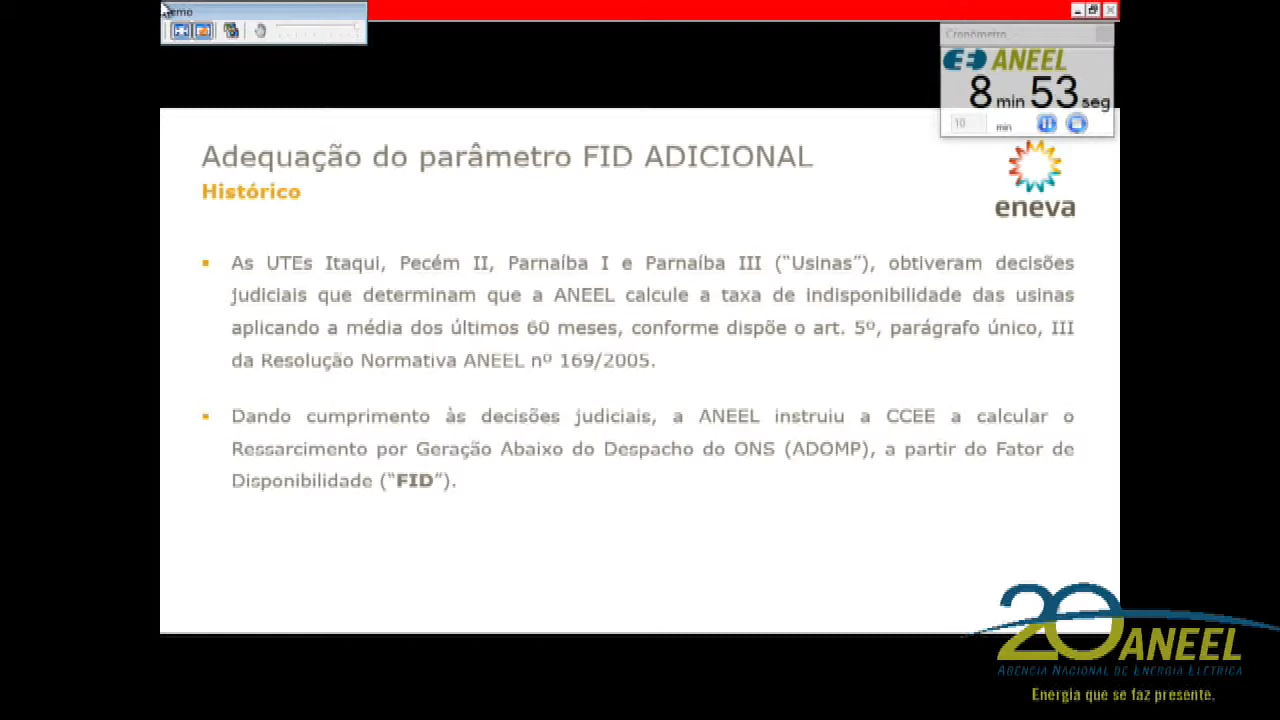 emo
Cronômetro
ANEEL
8 min 53 seg
10 min
Adequação do parâmetro FID ADICIONAL
Histórico
eneva
▪ As UTEs Itaqui, Pecém II, Parnaíba I e Parnaíba III (“Usinas”), obtiveram decisões
judiciais que determinam que a ANEEL calcule a taxa de indisponibilidade das usinas
aplicando a média dos últimos 60 meses, conforme dispõe o art. 5º, parágrafo único, III
da Resolução Normativa ANEEL nº 169/2005.
▪ Dando cumprimento às decisões judiciais, a ANEEL instruiu a CCEE a calcular o
Ressarcimento por Geração Abaixo do Despacho do ONS (ADOMP), a partir do Fator de
Disponibilidade (“FID”).
20 ANEEL
AGÊNCIA NACIONAL DE ENERGIA ELÉTRICA
Energia que se faz presente.